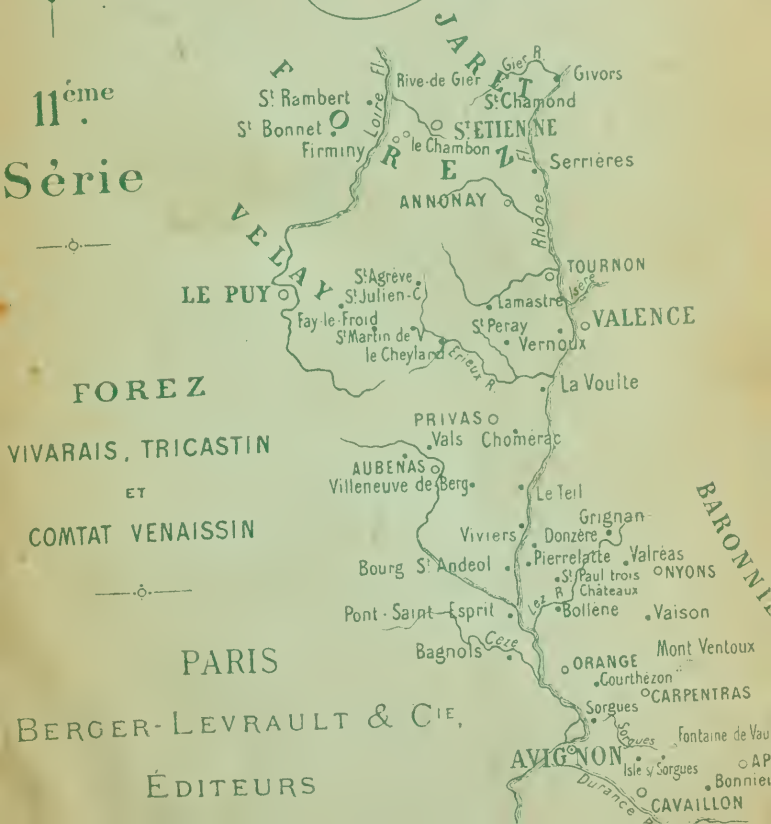 11ème
Série
FOREZ
VIVARAIS, TRICASTIN
ET
COMTAT VENAISSIN
PARIS
BERGER-LEVRAULT & CIE,
ÉDITEURS
JARET
Gier R
Givors
Rive-de Gier
St Chamond
FOREZ
St Rambert
Loire Fl.
St Bonnet
St ETIENNE
Firminy
le Chambon
Fl.
Serrières
ANNONAY
Rhône
VELAY
TOURNON
St Agrève
Isère
LE PUY
St Julien-C
Lamastre
Fay-le-Froid
St Peray
VALENCE
St Martin de V
Vernoux
le Cheylard
Erieux R.
La Voulte
PRIVAS
Vals
Chomérac
AUBENAS
Villeneuve de Berg
Le Teil
BARONNIE
Grignan
Viviers
Donzère
Bourg St Andeol
Pierrelatte
Valréas
St Paul trois
Châteaux
NYONS
Lez R
Pont-Saint-Esprit
Bollène
Vaison
Bagnols
Cèze
Mont Ventoux
ORANGE
Courthézon
CARPENTRAS
Sorgues
Sorgues
Fontaine de Vau
AVIGNON
Isle s/ Sorgues
AP
Bonnieu
Durance R
CAVAILLON